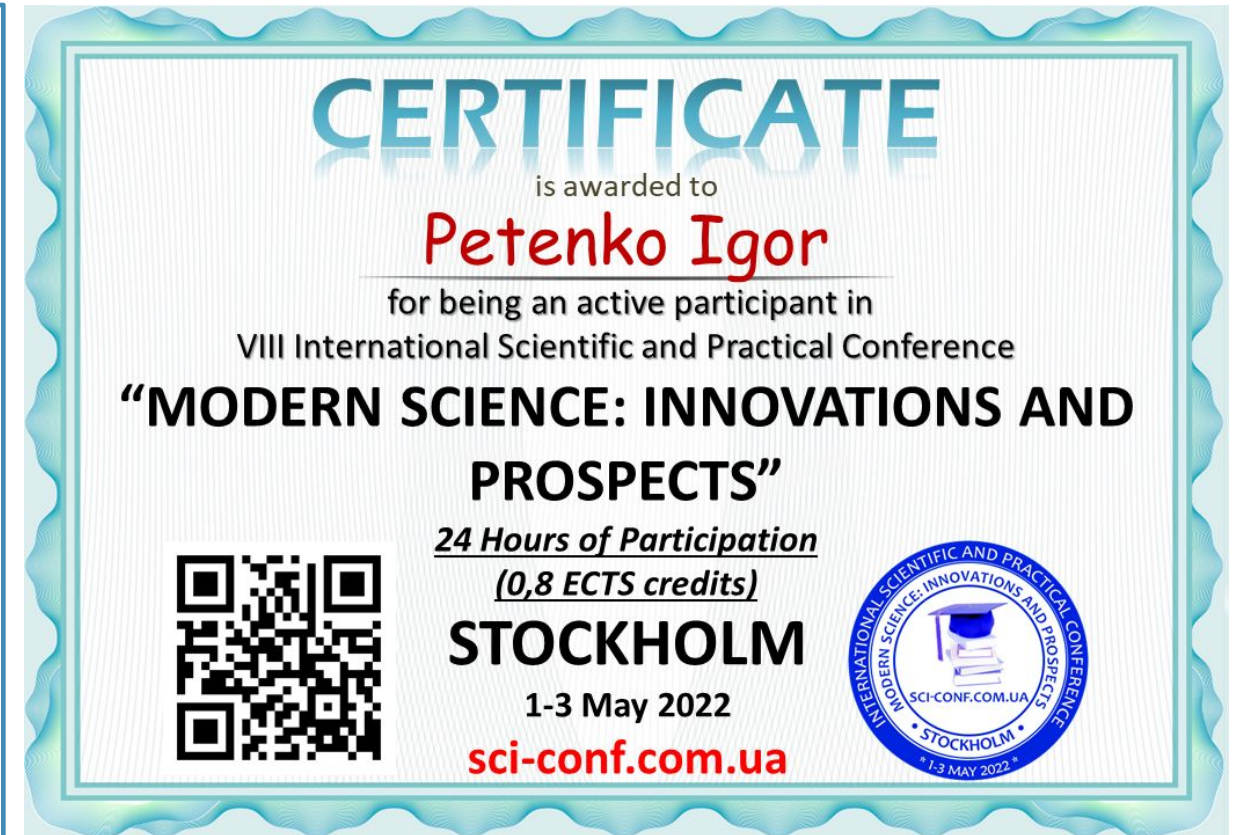 CERTIFICATE
is awarded to
Petenko Igor
for being an active participant in
VIII International Scientific and Practical Conference
“MODERN SCIENCE: INNOVATIONS AND
PROSPECTS”
24 Hours of Participation
(0,8 ECTS credits)
STOCKHOLM
1-3 May 2022
sci-conf.com.ua
INTERNATIONAL SCIENTIFIC AND PRACTICAL CONFERENCE
MODERN SCIENCE: INNOVATIONS AND PROSPECTS
SCI-CONF.COM.UA
• STOCKHOLM •
* 1-3 MAY 2022 *